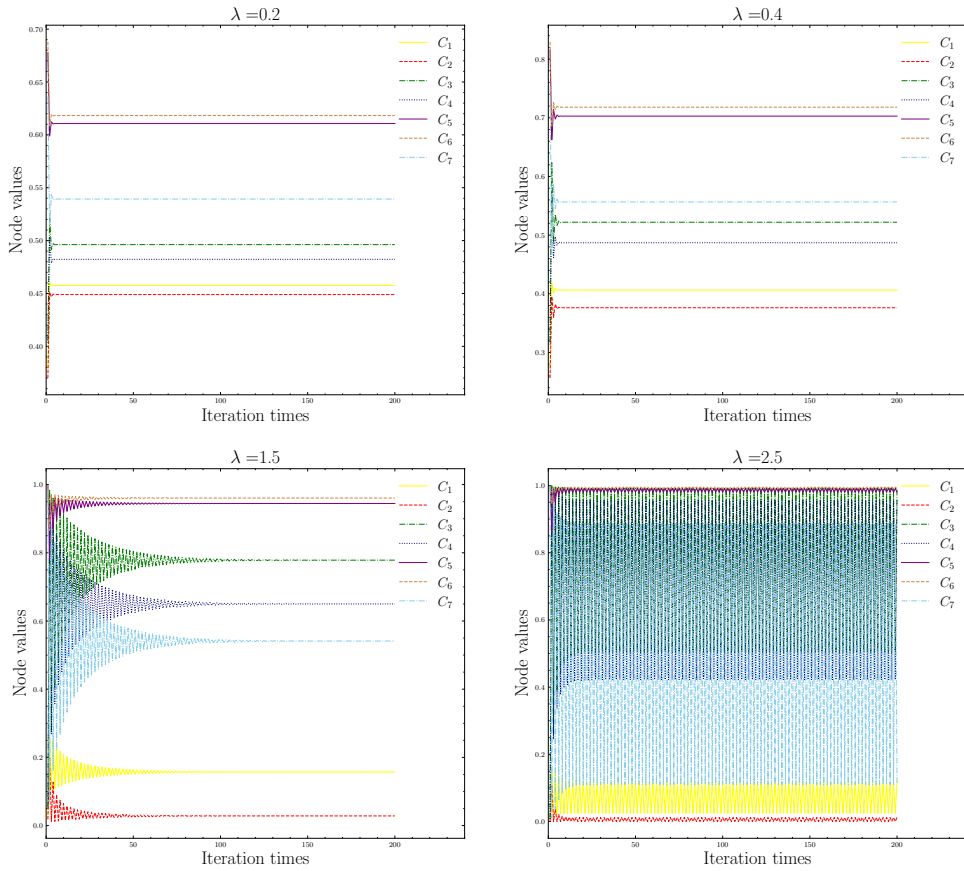 λ =0.2
0.70
0.65
0.60
0.55
0.50
0.45
0.40
Node values
0
50
100
150
200
Iteration times
C₁
C₂
C₃
C₄
C₅
C₆
C₇
λ =0.4
0.8
0.7
0.6
0.5
0.4
0.3
Node values
0
50
100
150
200
Iteration times
C₁
C₂
C₃
C₄
C₅
C₆
C₇
λ =1.5
1.0
0.8
0.6
0.4
0.2
0.0
Node values
0
50
100
150
200
Iteration times
C₁
C₂
C₃
C₄
C₅
C₆
C₇
λ =2.5
1.0
0.8
0.6
0.4
0.2
0.0
Node values
0
50
100
150
200
Iteration times
C₁
C₂
C₃
C₄
C₅
C₆
C₇